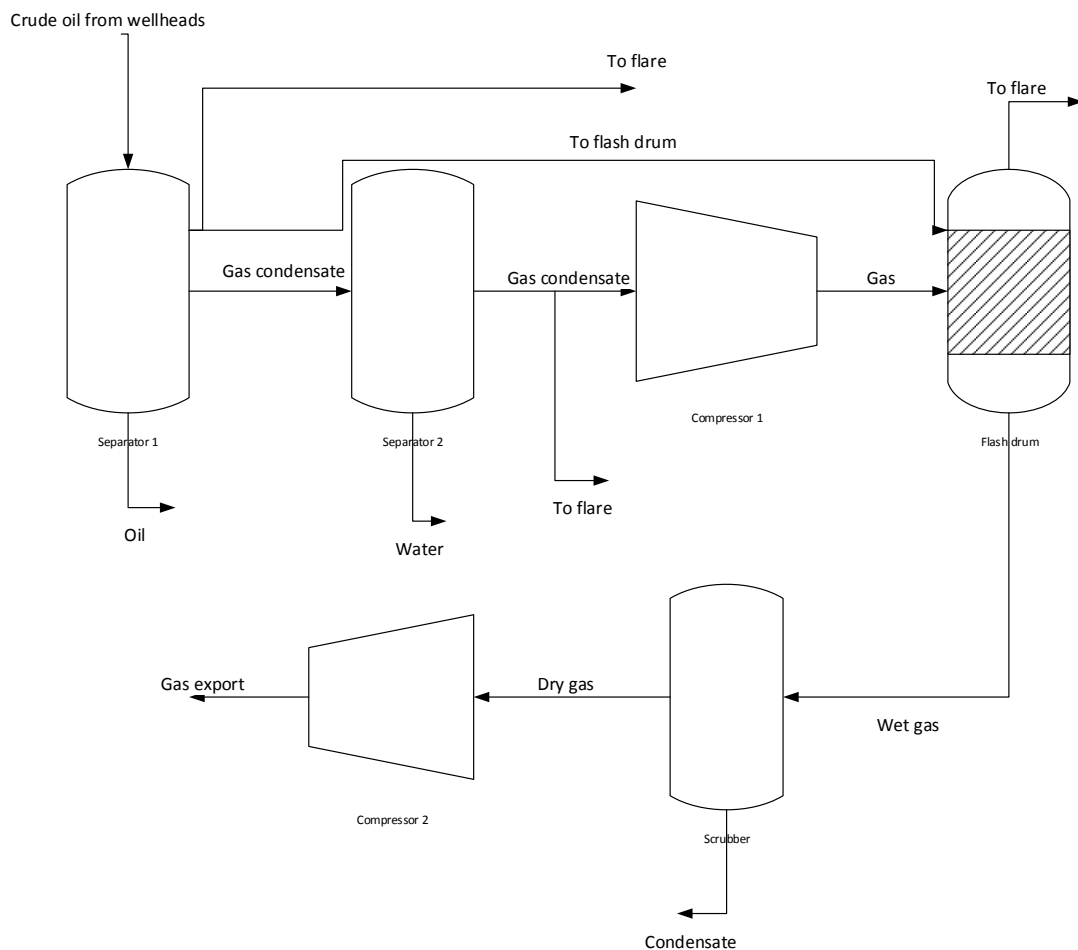 Crude oil from wellheads
To flare
To flare
To flash drum
Gas condensate
Gas condensate
Gas
Compressor 1
Separator 1
Separator 2
Flash drum
To flare
Oil
Water
Gas export
Dry gas
Wet gas
Compressor 2
Scrubber
Condensate